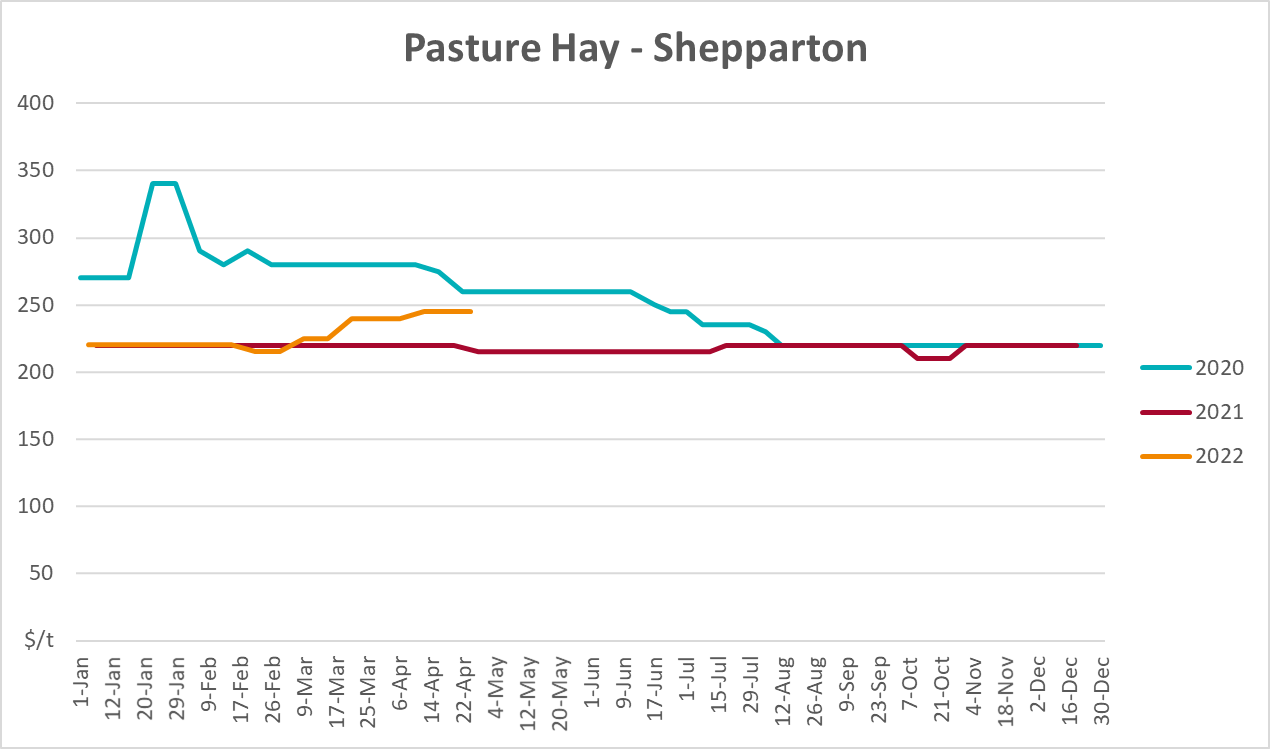 Pasture Hay - Shepparton
400
350
300
250
200
150
100
50
$/t
1-Jan
12-Jan
20-Jan
29-Jan
9-Feb
17-Feb
26-Feb
9-Mar
17-Mar
25-Mar
6-Apr
14-Apr
22-Apr
4-May
12-May
20-May
1-Jun
9-Jun
17-Jun
1-Jul
15-Jul
29-Jul
12-Aug
26-Aug
9-Sep
23-Sep
7-Oct
21-Oct
4-Nov
18-Nov
2-Dec
16-Dec
30-Dec
2020
2021
2022